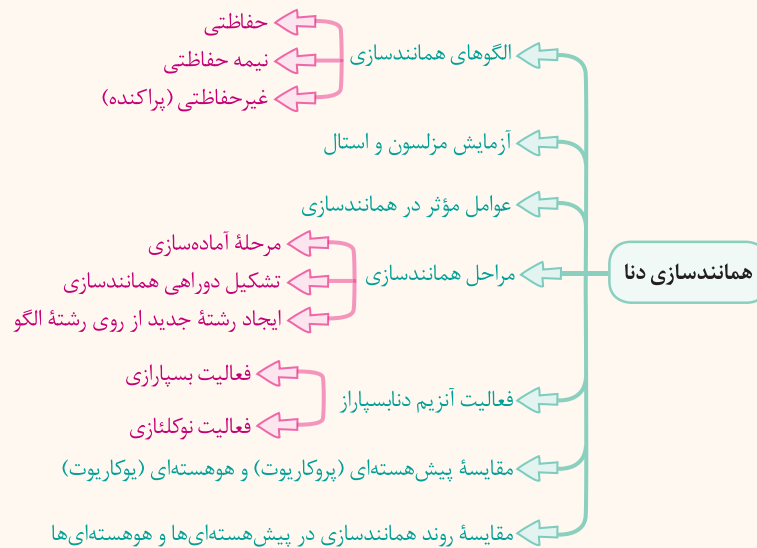 همانندسازی دنا
الگوهای همانندسازی
حفاظتی
نیمه حفاظتی
غیرحفاظتی (پراکنده)
آزمایش مزلسون و استال
عوامل مؤثر در همانندسازی
مراحل همانندسازی
مرحلهٔ آماده‌سازی
تشکیل دوراهی همانندسازی
ایجاد رشتهٔ جدید از روی رشتهٔ الگو
فعالیت آنزیم دنابسپاراز
فعالیت بسپارازی
فعالیت نوکلئازی
مقایسهٔ پیش‌هسته‌ای (پروکاریوت) و هوهسته‌ای (یوکاریوت)
مقایسهٔ روند همانندسازی در پیش‌هسته‌ای‌ها و هوهسته‌ای‌ها